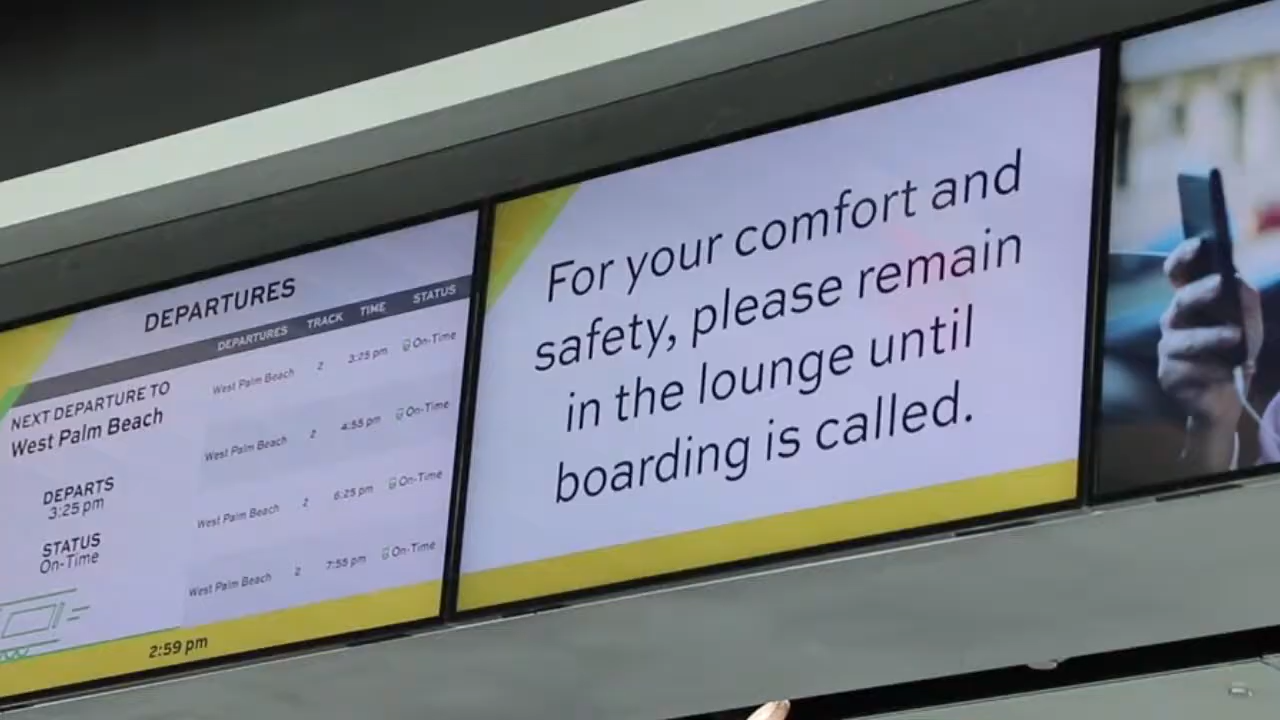 DEPARTURES
DEPARTURES TRACK TIME STATUS
NEXT DEPARTURE TO
West Palm Beach
DEPARTS
3:25 pm
STATUS
On-Time
West Palm Beach 2 3:25 pm On-Time
West Palm Beach 2 4:55 pm On-Time
West Palm Beach 2 6:25 pm On-Time
West Palm Beach 2 7:55 pm On-Time
2:59 pm
For your comfort and
safety, please remain
in the lounge until
boarding is called.